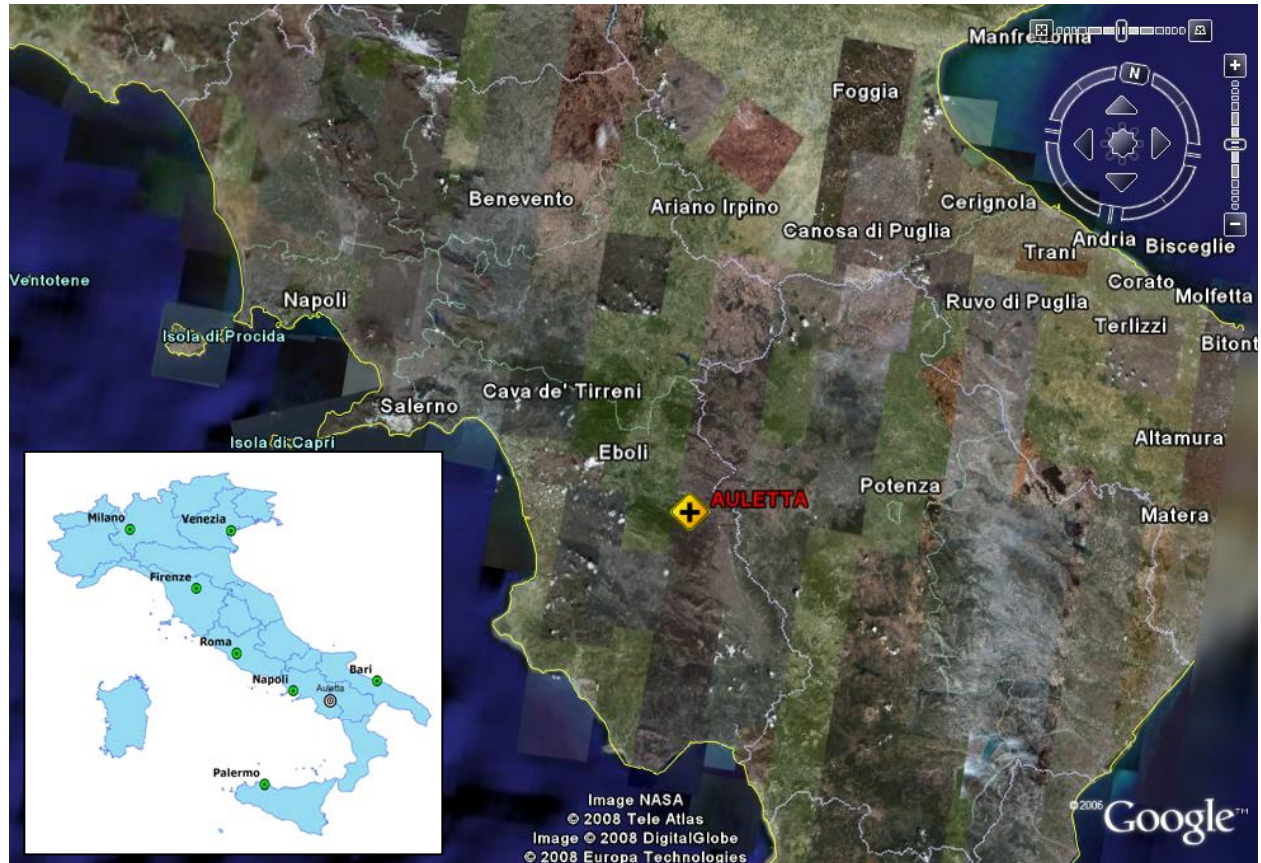 Manfredonia
N
Foggia
Benevento
Ariano Irpino
Cerignola
Canosa di Puglia
Andria
Trani
Bisceglie
Ventotene
Corato
Napoli
Ruvo di Puglia
Molfetta
Isola di Procida
Terlizzi
Bitont
Cava de' Tirreni
Salerno
Isola di Capri
Altamura
Eboli
Potenza
AULETTA
Matera
Milano
Venezia
Firenze
Roma
Bari
Napoli
Auletta
Palermo
Image NASA
© 2008 Tele Atlas
Image © 2008 DigitalGlobe
© 2008 Europa Technologies
©2006
Google™